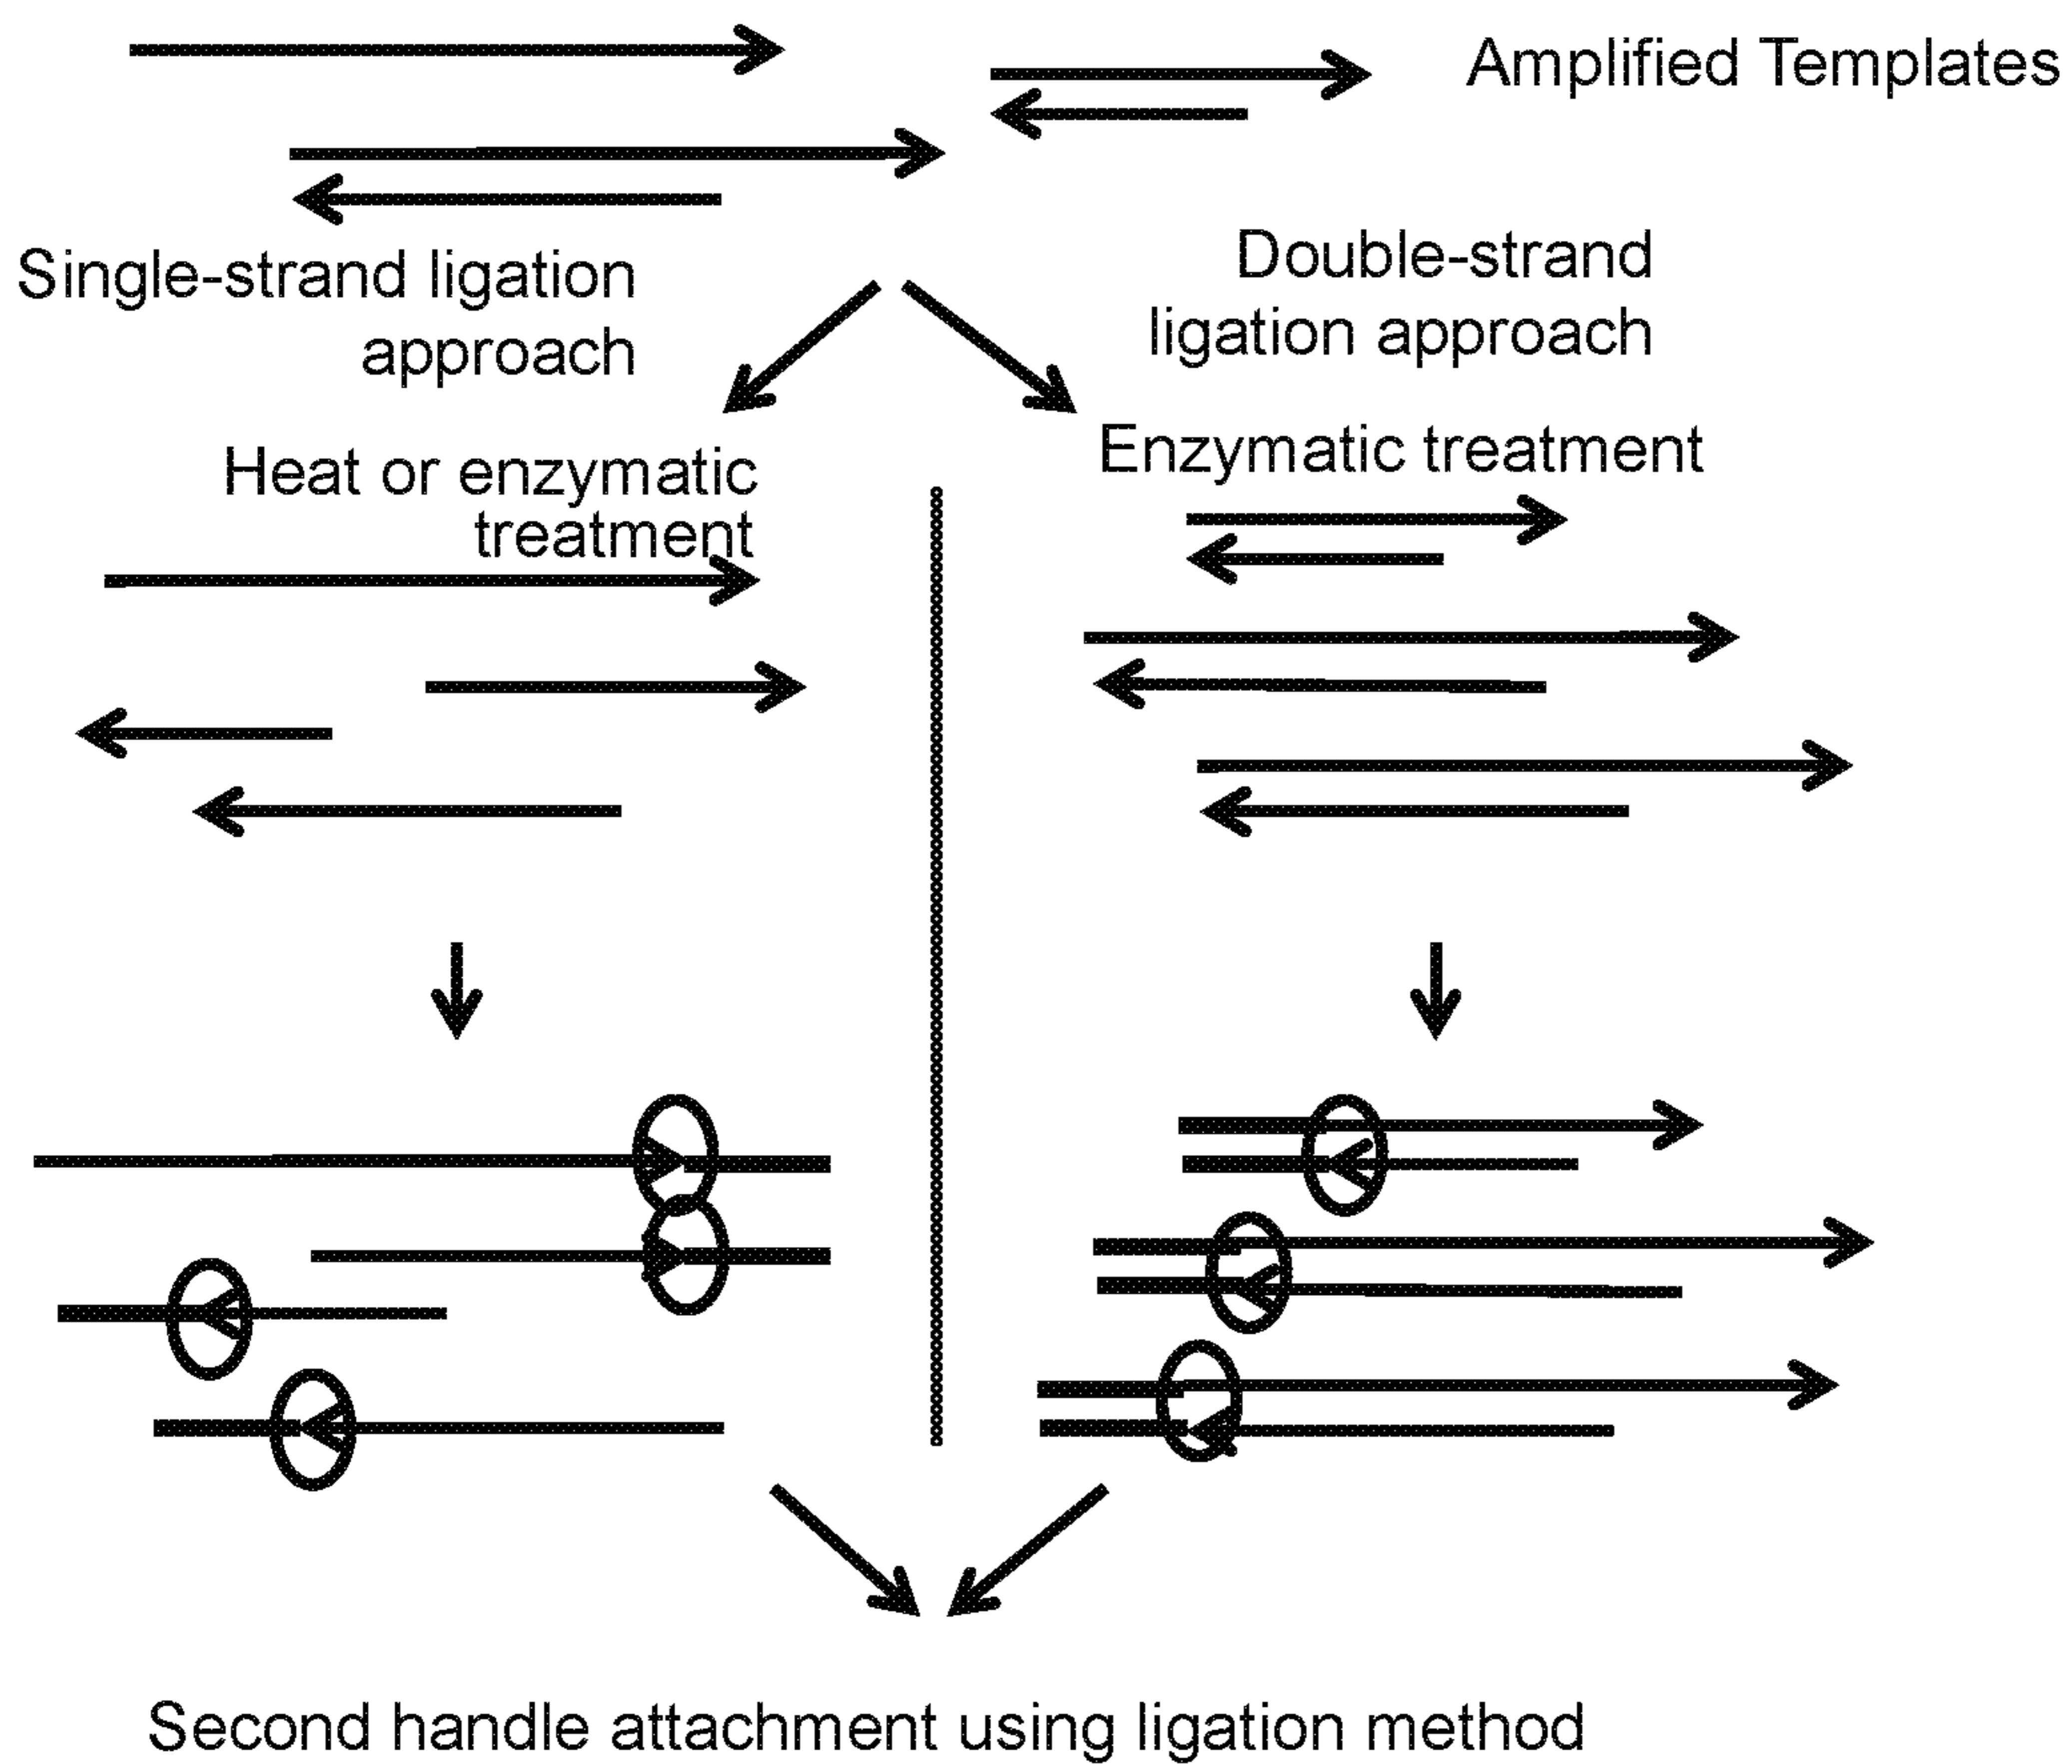 Amplified Templates
Single-strand ligation
approach
Double-strand
ligation approach
Heat or enzymatic
treatment
Enzymatic treatment
Second handle attachment using ligation method